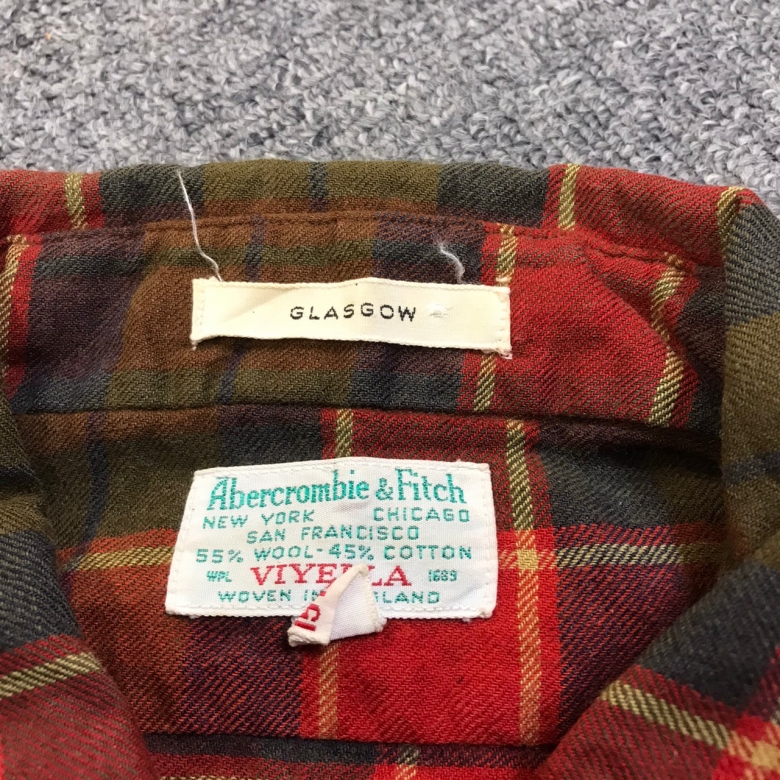 GLASGOW
Abercrombie & Fitch
NEW YORK CHICAGO
SAN FRANCISCO
55% WOOL - 45% COTTON
WPL VIYELLA 1689
WOVEN IN ENGLAND